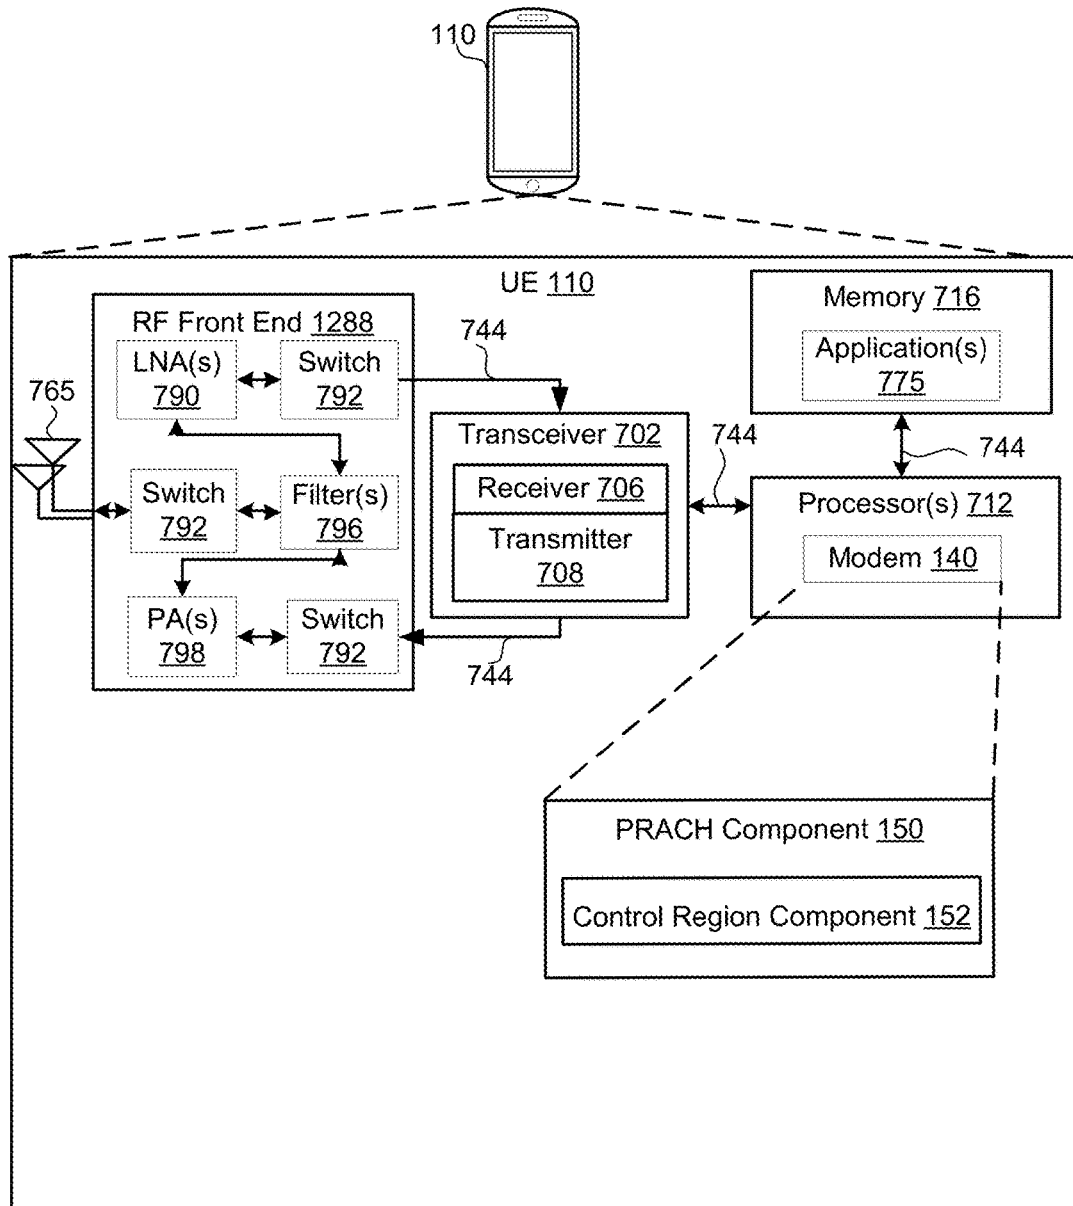 110
UE 110
RF Front End 1288
LNA(s)
790
Switch
792
744
765
Switch
792
Filter(s)
796
PA(s)
798
Switch
792
744
Transceiver 702
Receiver 706
Transmitter
708
744
Memory 716
Application(s)
775
744
Processor(s) 712
Modem 140
PRACH Component 150
Control Region Component 152